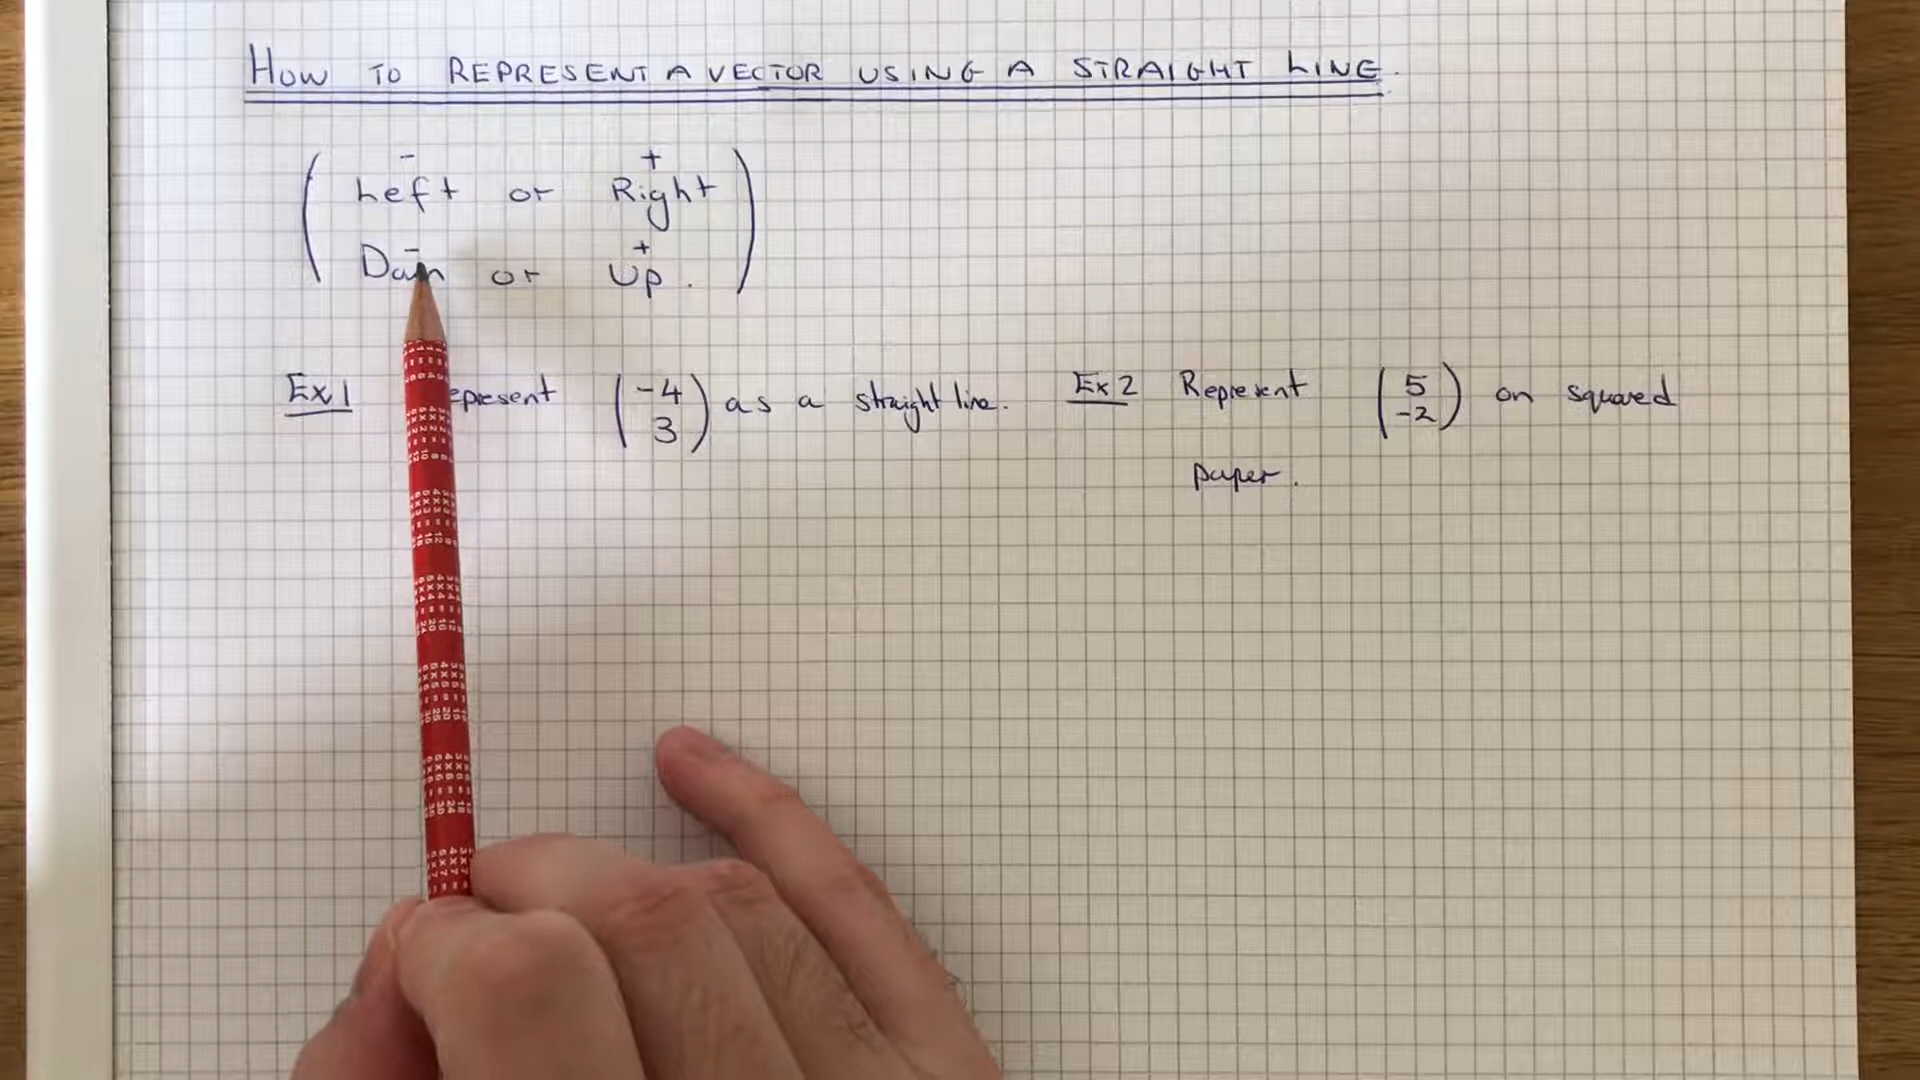 HOW TO REPRESENT A VECTOR USING A STRAIGHT LINE.
- +
Left or Right
- +
Down or Up.
Ex1 epresent (-4 3) as a straight line.
Ex2 Represent (5 -2) on squared
paper.